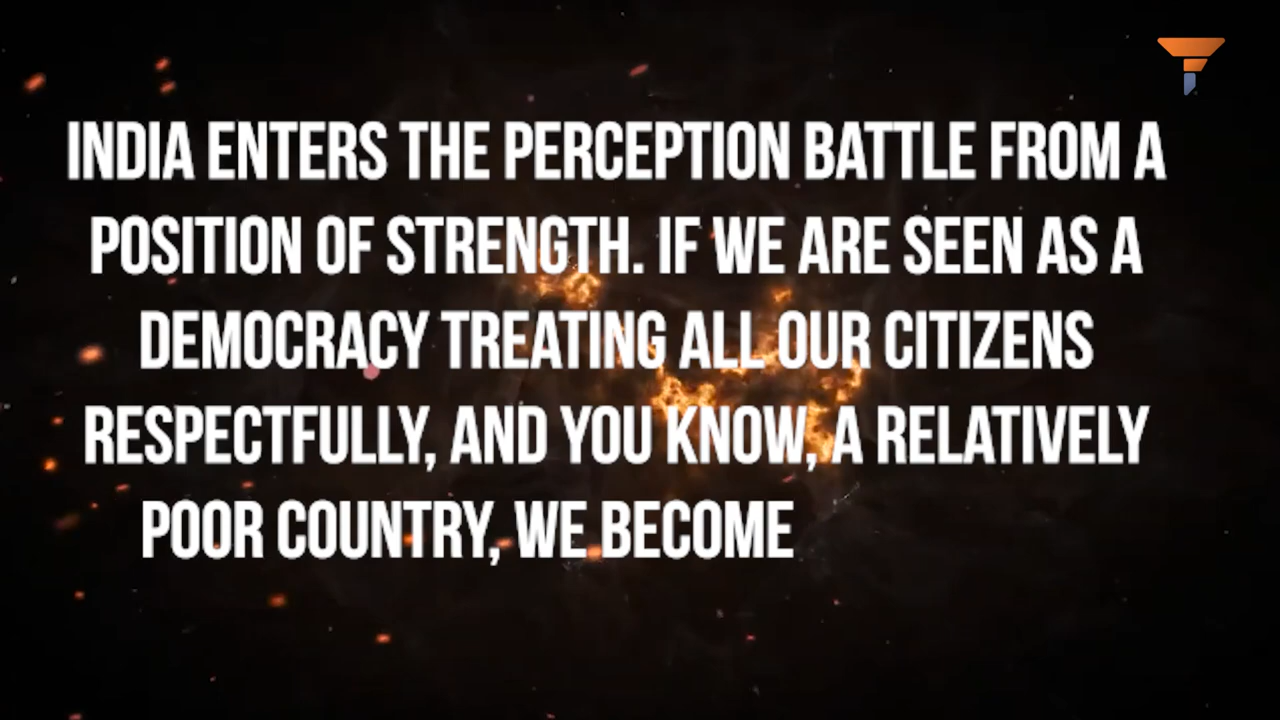 INDIA ENTERS THE PERCEPTION BATTLE FROM A
POSITION OF STRENGTH. IF WE ARE SEEN AS A
DEMOCRACY TREATING ALL OUR CITIZENS
RESPECTFULLY, AND YOU KNOW, A RELATIVELY
POOR COUNTRY, WE BECOME